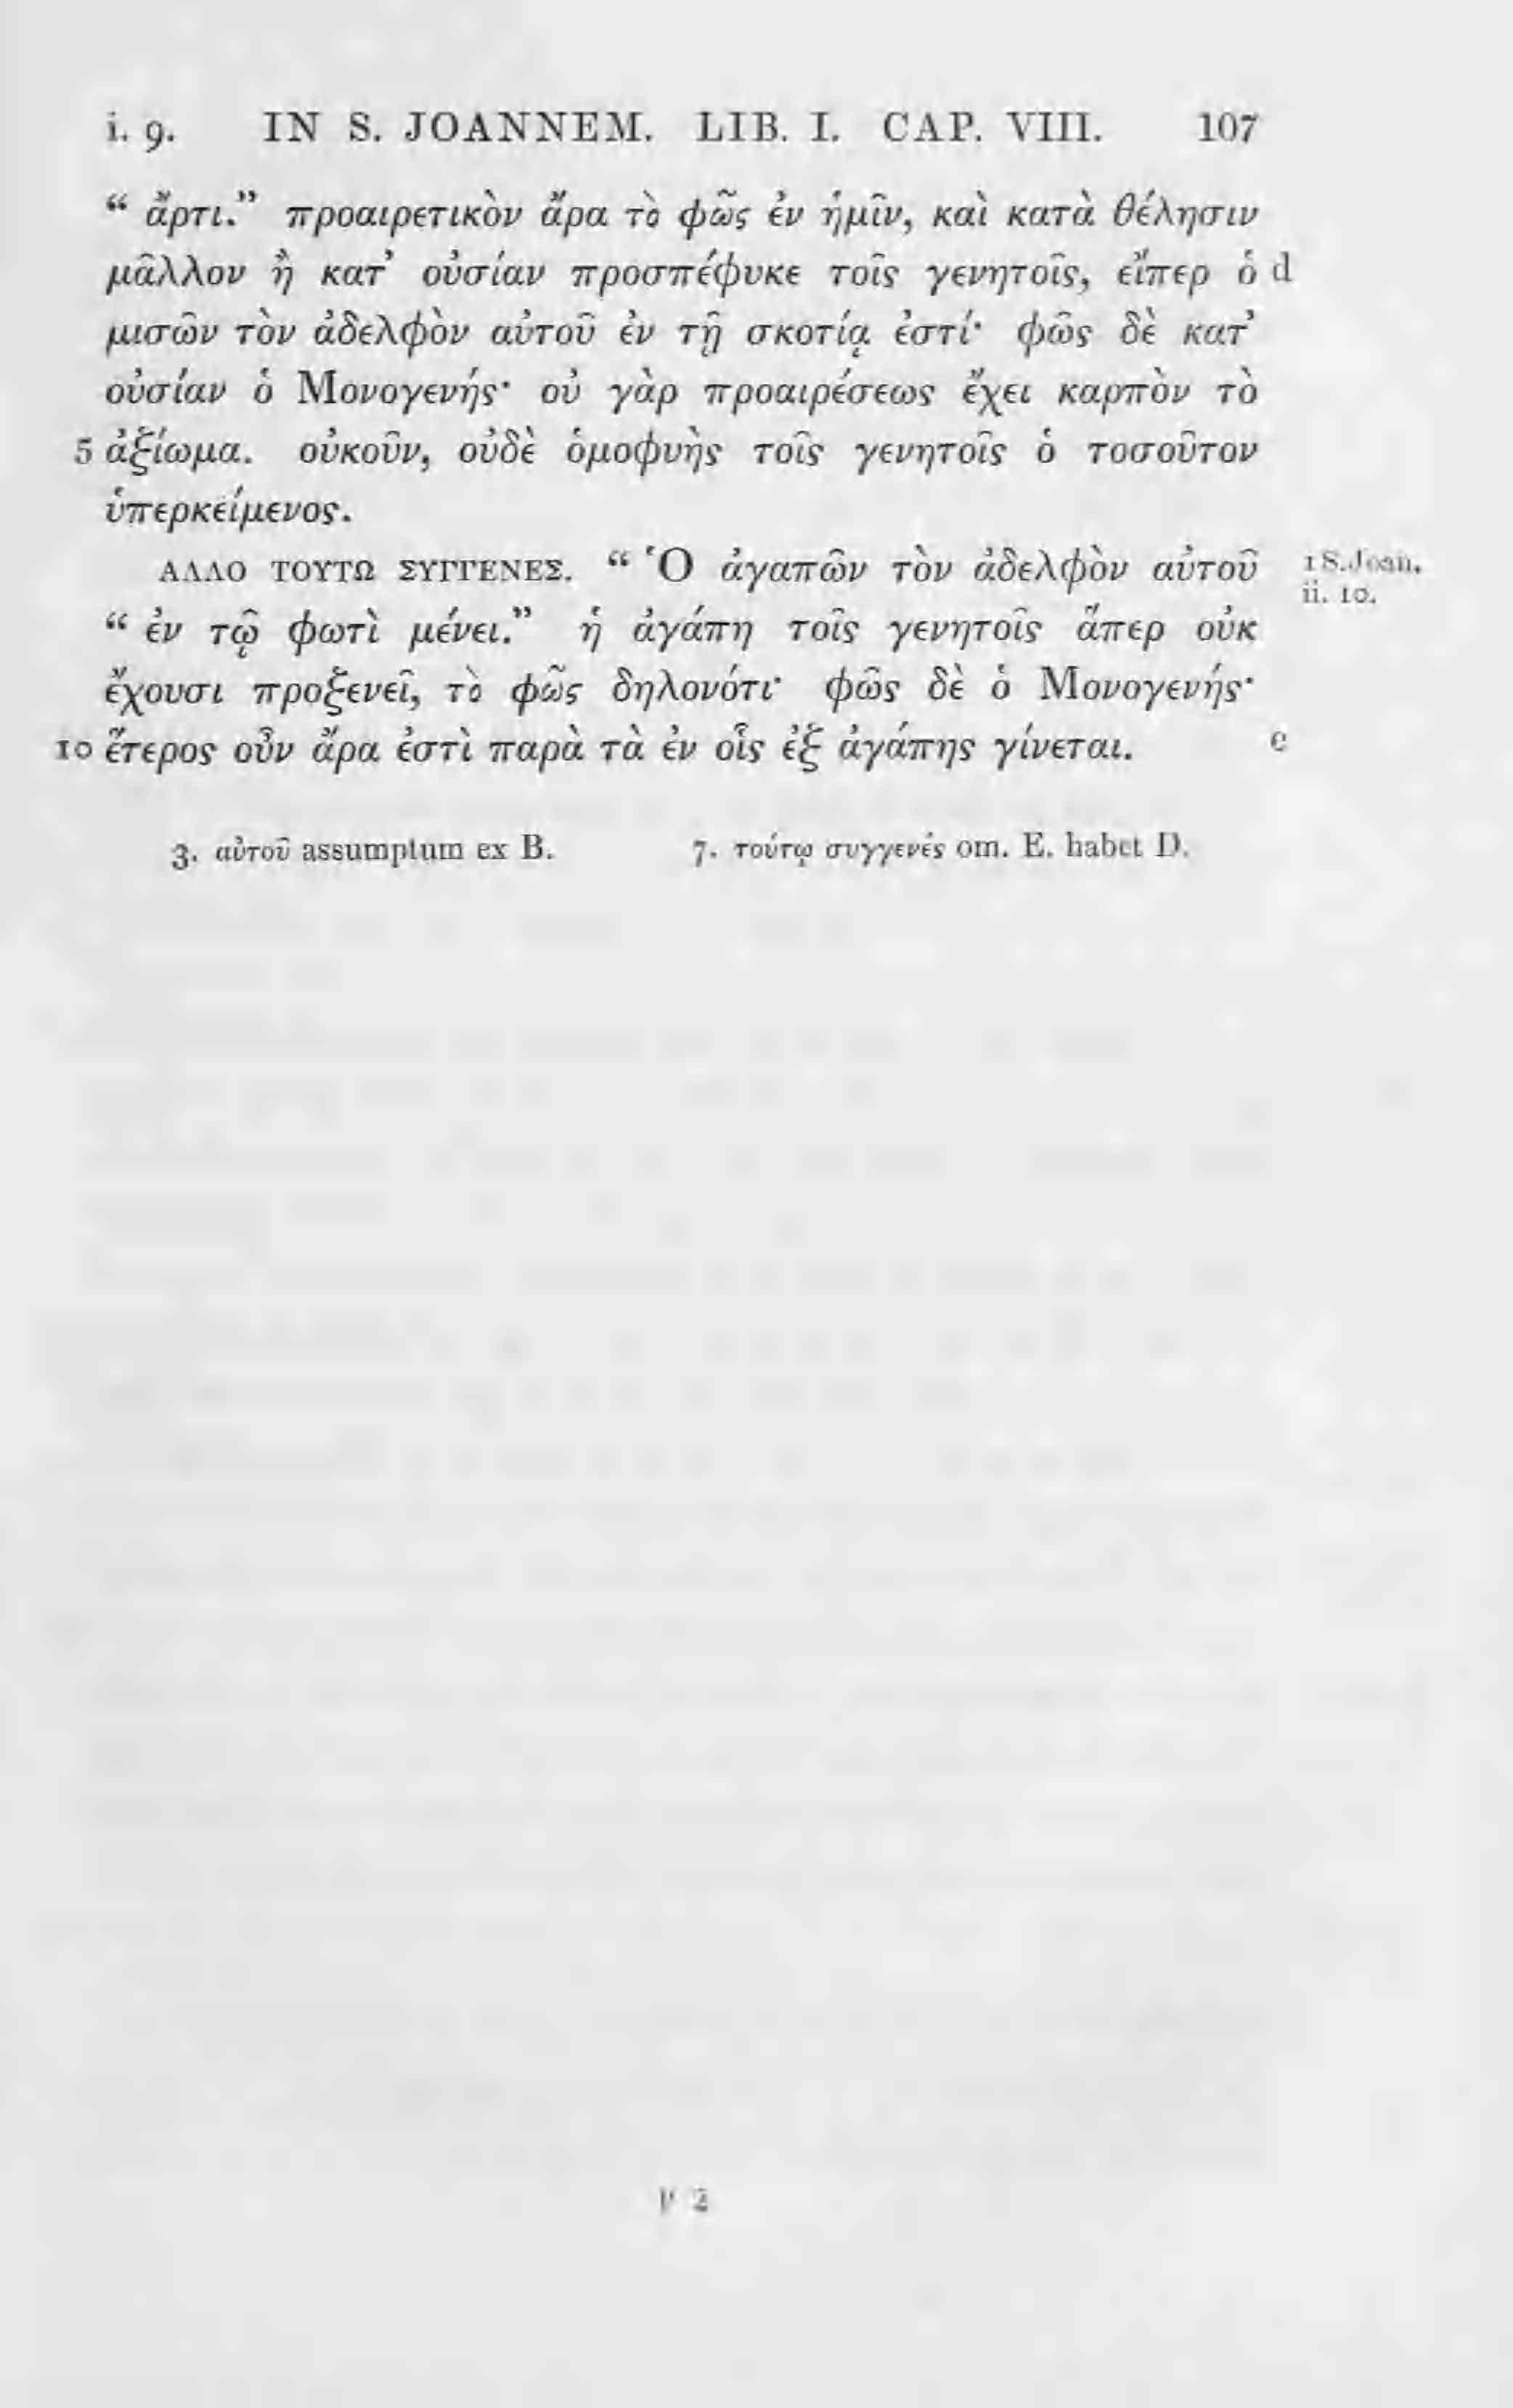 i. 9. IN S. JOANNEM. LIB. I. CAP. VIII. 107
“ ἄρτι.” προαιρετικὸν ἄρα τὸ φῶς ἐν ἡμῖν, καὶ κατὰ θέλησιν
μᾶλλον ἢ κατ’ οὐσίαν προσπέφυκε τοῖς γενητοῖς, εἴπερ ὁ d
μισῶν τὸν ἀδελφὸν αὐτοῦ ἐν τῇ σκοτίᾳ ἐστί· φῶς δὲ κατ’
οὐσίαν ὁ Μονογενής· οὐ γὰρ προαιρέσεως ἔχει καρπὸν τὸ
5 ἀξίωμα. οὐκοῦν, οὐδὲ ὁμοφυὴς τοῖς γενητοῖς ὁ τοσοῦτον
ὑπερκείμενος.
ΑΛΛΟ ΤΟΥΤΩ ΣΥΓΓΕΝΕΣ. “ Ὁ ἀγαπῶν τὸν ἀδελφὸν αὐτοῦ 1 S. Joan.
ii. 10.
“ ἐν τῷ φωτὶ μένει.” ἡ ἀγάπη τοῖς γενητοῖς ἅπερ οὐκ
ἔχουσι προξενεῖ, τὸ φῶς δηλονότι· φῶς δὲ ὁ Μονογενής·
10 ἕτερος οὖν ἄρα ἐστὶ παρὰ τὰ ἐν οἷς ἐξ ἀγάπης γίνεται. e
3. αὐτοῦ assumptum ex B. 7. τούτῳ συγγενές om. E. habet D.
P 2